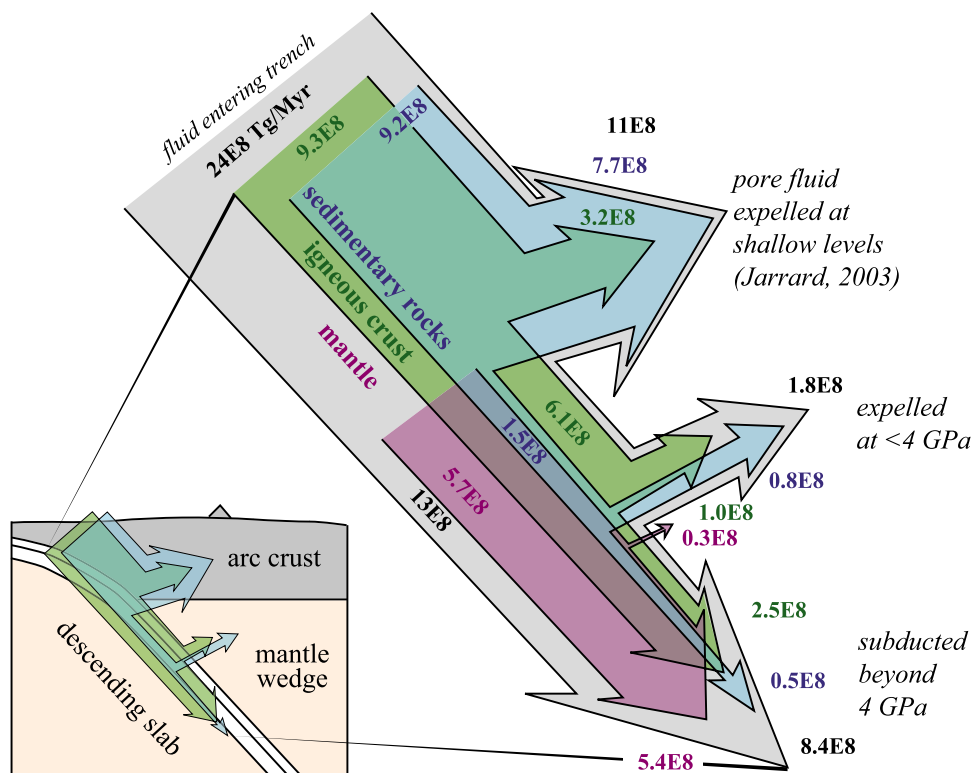 fluid entering trench
24E8 Tg/Myr
9.3E8
9.2E8
11E8
7.7E8
3.2E8
pore fluid
expelled at
shallow levels
(Jarrard, 2003)
sedimentary rocks
igneous crust
mantle
1.8E8
expelled
at <4 GPa
6.1E8
1.5E8
0.8E8
5.7E8
13E8
1.0E8
0.3E8
2.5E8
subducted
beyond
4 GPa
0.5E8
8.4E8
5.4E8
arc crust
mantle
wedge
descending slab